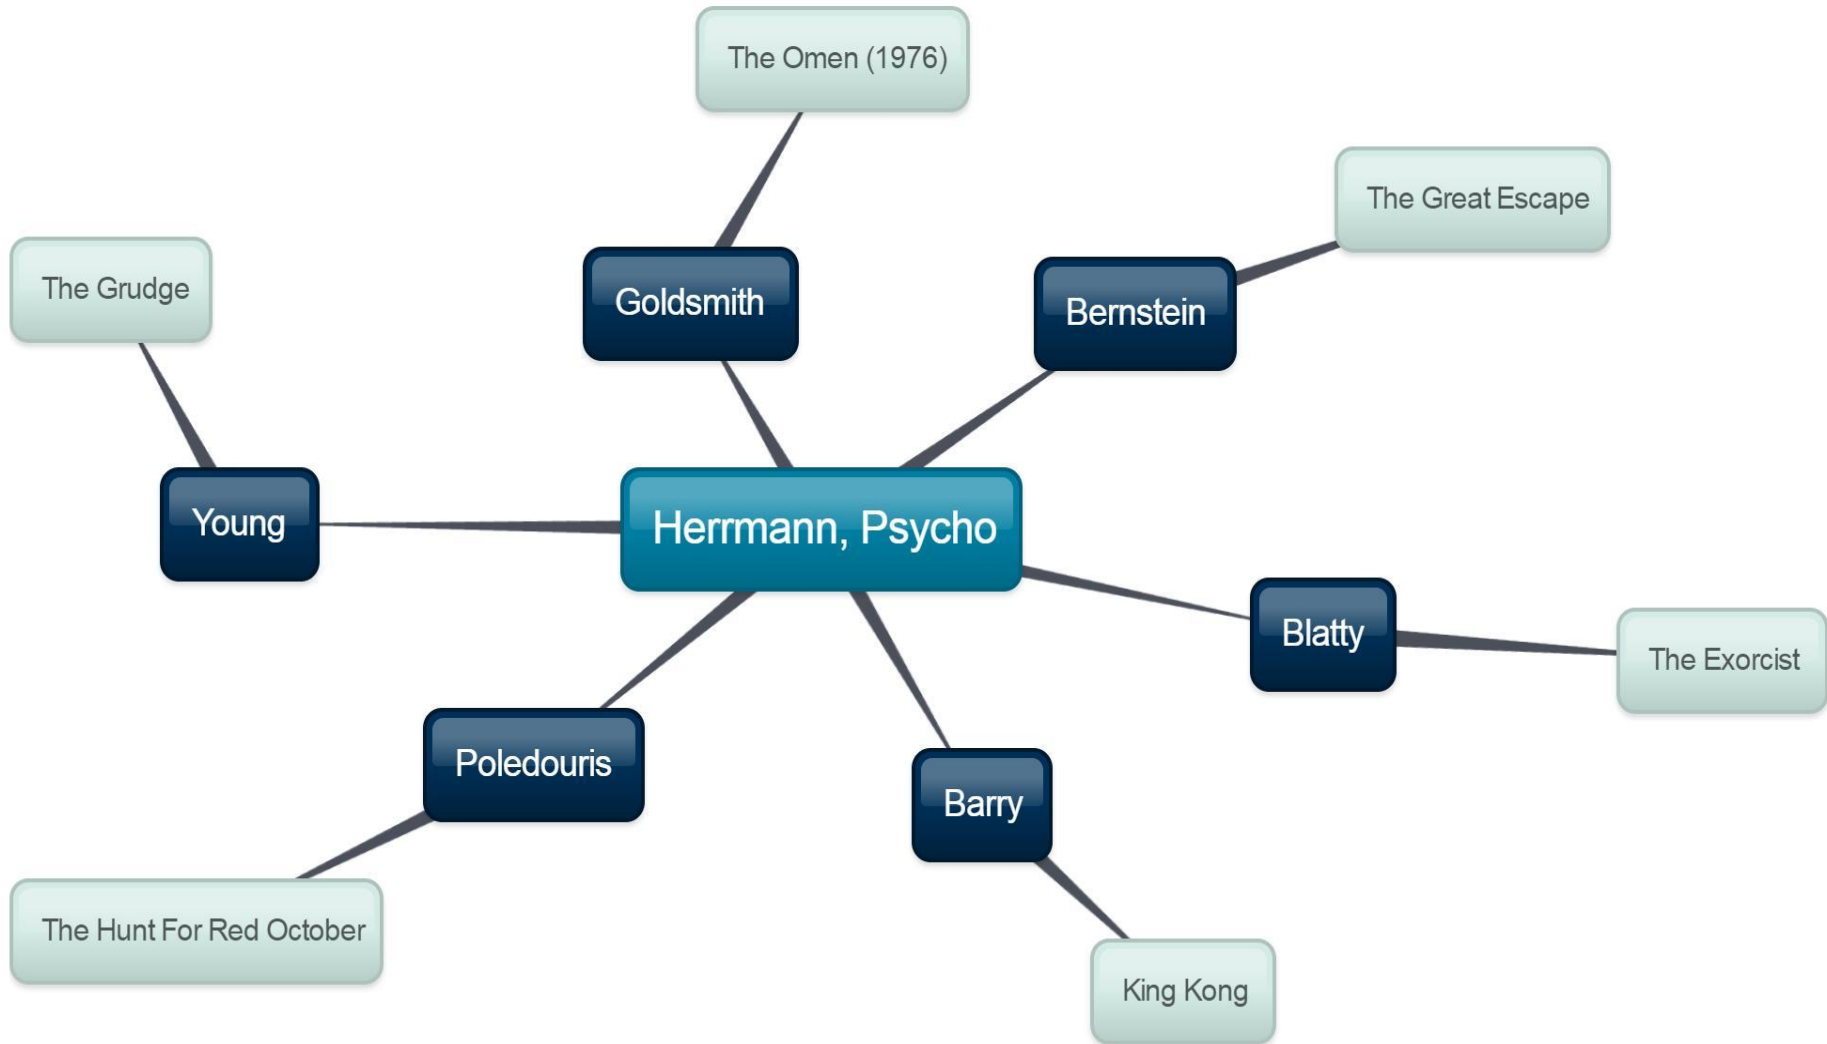 The Omen (1976)
The Great Escape
The Grudge
Goldsmith
Bernstein
Young
Herrmann, Psycho
Blatty
The Exorcist
Poledouris
Barry
The Hunt For Red October
King Kong